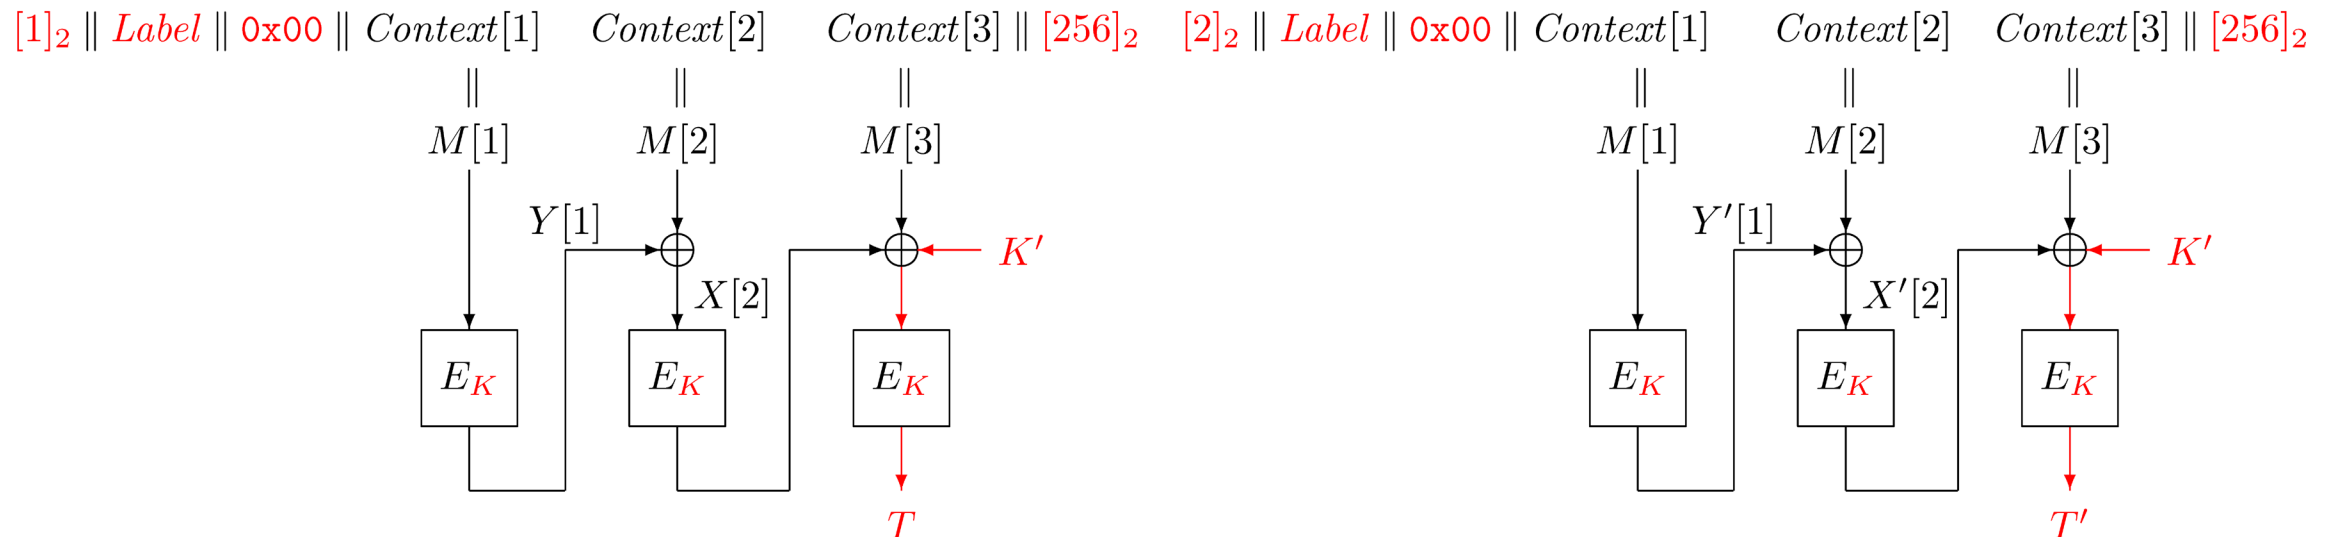 [1]₂ ∥ Label ∥ 0x00 ∥ Context[1] Context[2] Context[3] ∥ [256]₂ [2]₂ ∥ Label ∥ 0x00 ∥ Context[1] Context[2] Context[3] ∥ [256]₂
∥ ∥ ∥ ∥ ∥ ∥
M[1] M[2] M[3] M[1] M[2] M[3]
Y[1] Y′[1]
K′ K′
X[2] X′[2]
E_K E_K E_K E_K E_K E_K
T T′